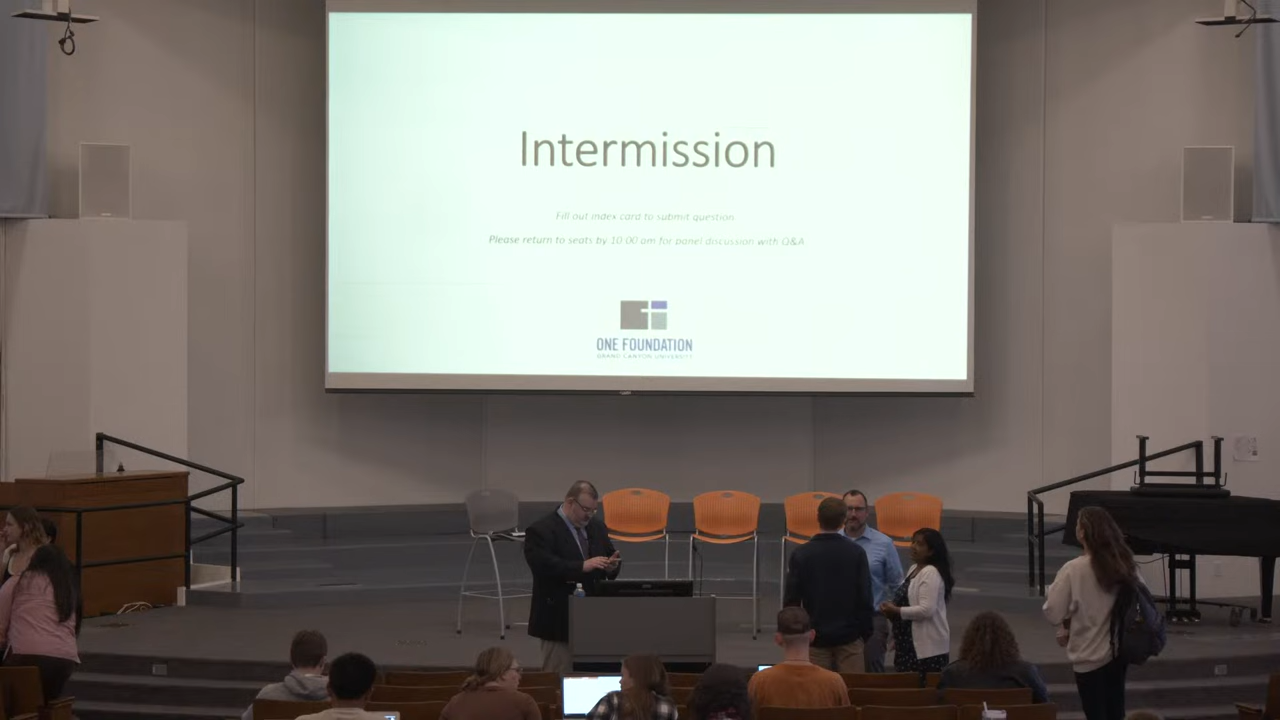 Intermission
Fill out index card to submit question
Please return to seats by 10:00 am for panel discussion with Q&A
ONE FOUNDATION
GRAND CANYON UNIVERSITY